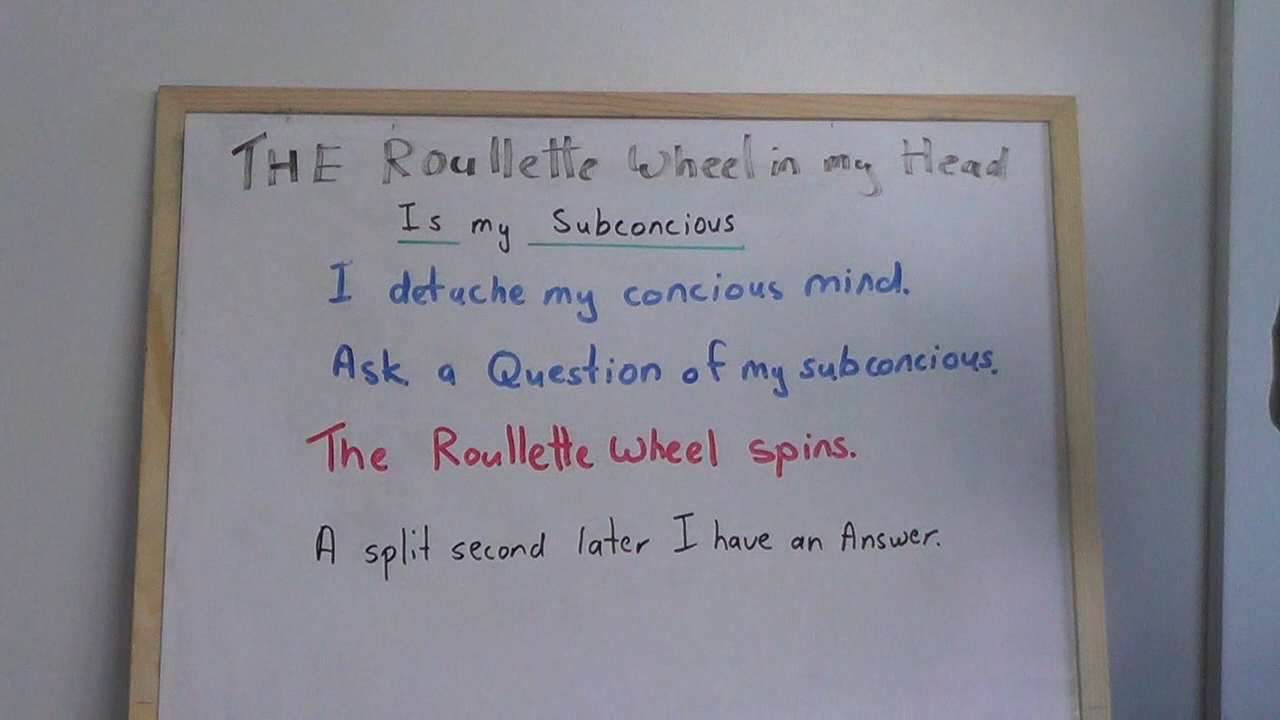 THE Roullette Wheel in my Head
Is my Subconcious
I detache my concious mind.
Ask a Question of my subconcious.
The Roullette wheel spins.
A split second later I have an Answer.